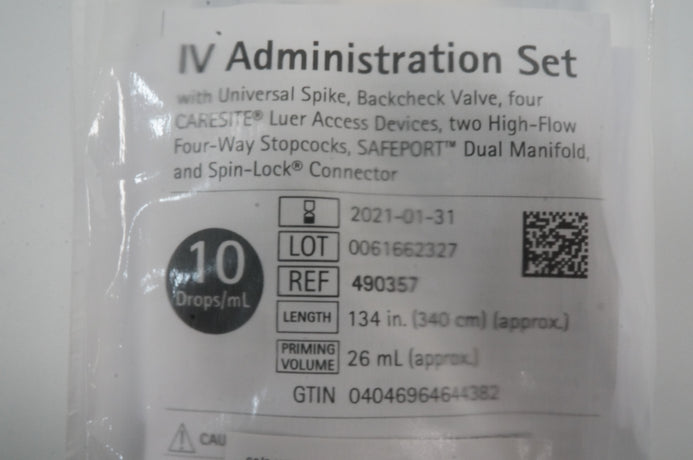 IV Administration Set
with Universal Spike, Backcheck Valve, four
CARESITE® Luer Access Devices, two High-Flow
Four-Way Stopcocks, SAFEPORT™ Dual Manifold,
and Spin-Lock® Connector
10
Drops/mL
2021-01-31
LOT 0061662327
REF 490357
LENGTH 134 in. (340 cm) (approx.)
PRIMING
VOLUME 26 mL (approx.)
GTIN 04046964644382
CAU